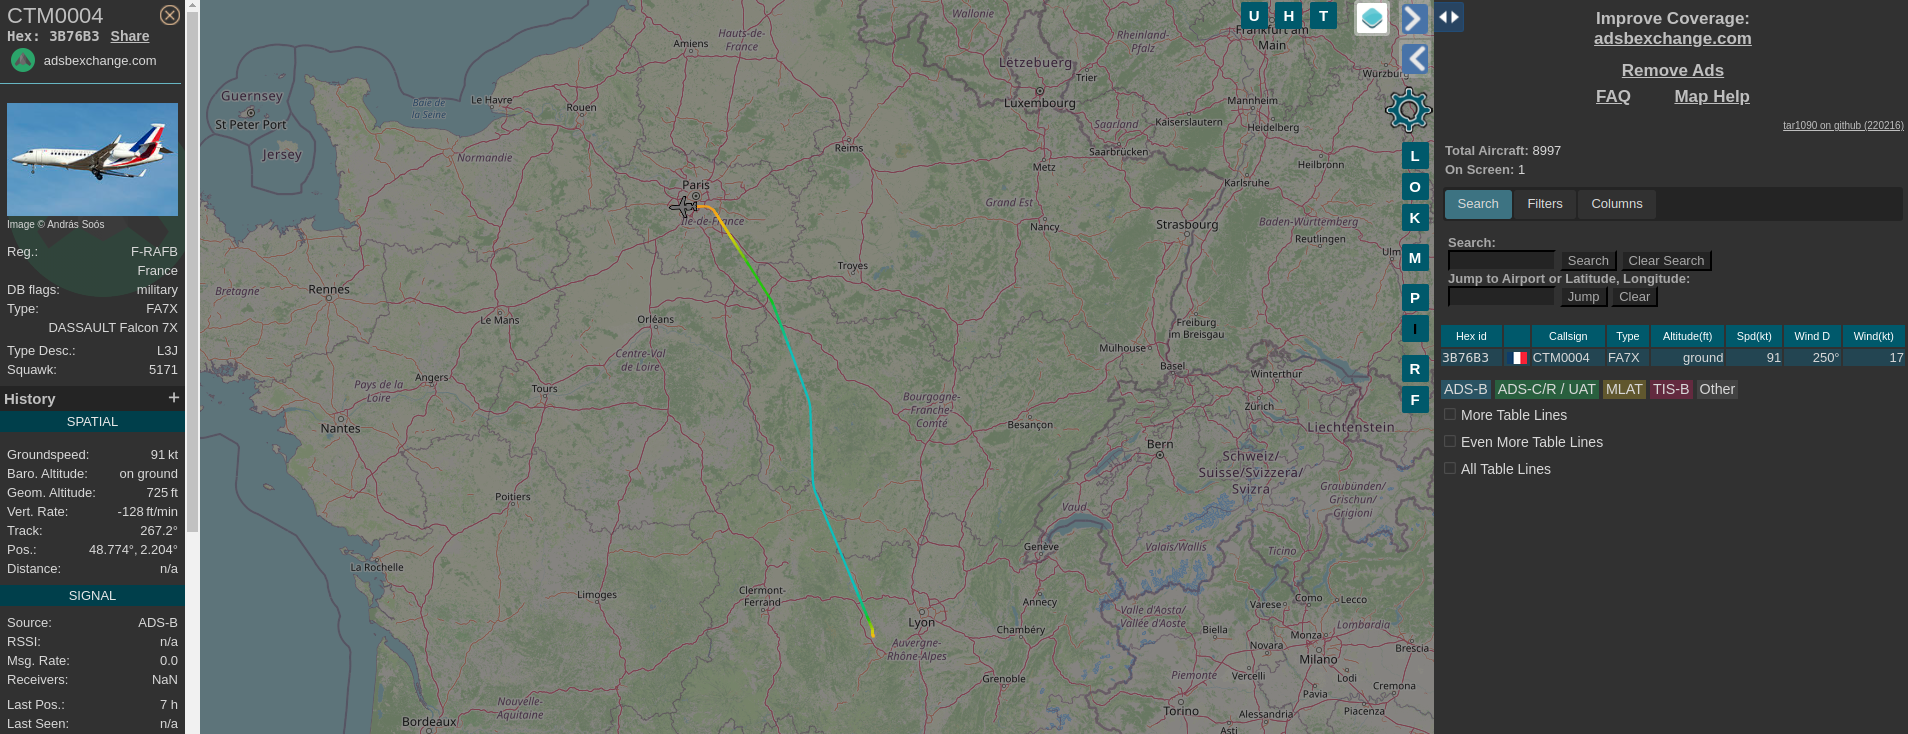 CTM0004
Hex: 3B76B3 Share
adsbexchange.com
Image © András Soós
Reg.: F-RAFB
France
DB flags: military
Type: FA7X
DASSAULT Falcon 7X
Type Desc.: L3J
Squawk: 5171
History +
SPATIAL
Groundspeed: 91 kt
Baro. Altitude: on ground
Geom. Altitude: 725 ft
Vert. Rate: -128 ft/min
Track: 267.2°
Pos.: 48.774°, 2.204°
Distance: n/a
SIGNAL
Source: ADS-B
RSSI: n/a
Msg. Rate: 0.0
Receivers: NaN
Last Pos.: 7 h
Last Seen: n/a
Wallonie
Hauts-de-
France
Amiens
Rheinland-
Pfalz
Frankfurt am
Main
Lëtzebuerg
Trier
Würzburg
Guernsey
St Peter Port
Jersey
Baie de
la Seine
Le Havre
Rouen
Luxembourg
Mannheim
Kaiserslautern
Saarland
Heidelberg
Normandie
Reims
Saarbrücken
Metz
Heilbronn
Paris
Île-de-France
Karlsruhe
Grand Est
Nancy
Strasbourg
Baden-Württemberg
Reutlingen
Ulm
Troyes
Bretagne
Rennes
Le Mans
Orléans
Freiburg
im Breisgau
Mulhouse
Basel
Winterthur
Centre-Val
de Loire
Pays de la
Loire
Angers
Tours
Bourgogne-
Franche-
Comté
Zürich
Besançon
Liechtenstein
Nantes
Bern
Schweiz/
Suisse/Svizzera/
Svizra
Poitiers
Graubünden/
Grischun/
Grigioni
Vaud
Genève
Valais/Wallis
Ticino
La Rochelle
Limoges
Clermont-
Ferrand
Annecy
Varese
Como
Lecco
Lyon
Valle d'Aosta/
Vallée d'Aoste
Chambéry
Biella
Monza
Lombardia
Auvergne-
Rhône-Alpes
Novara
Milano
Brescia
Grenoble
Piemonte
Vercelli
Lodi
Pavia
Cremona
Nouvelle-
Aquitaine
Bordeaux
Torino
Alessandria
Piacenza
Asti
U H T
L
O
K
M
P
I
R
F
Improve Coverage:
adsbexchange.com
Remove Ads
FAQ Map Help
tar1090 on github (220216)
Total Aircraft: 8997
On Screen: 1
Search Filters Columns
Search:
Search Clear Search
Jump to Airport or Latitude, Longitude:
Jump Clear
Hex id Callsign Type Altitude(ft) Spd(kt) Wind D Wind(kt)
3B76B3 CTM0004 FA7X ground 91 250° 17
ADS-B ADS-C/R / UAT MLAT TIS-B Other
More Table Lines
Even More Table Lines
All Table Lines